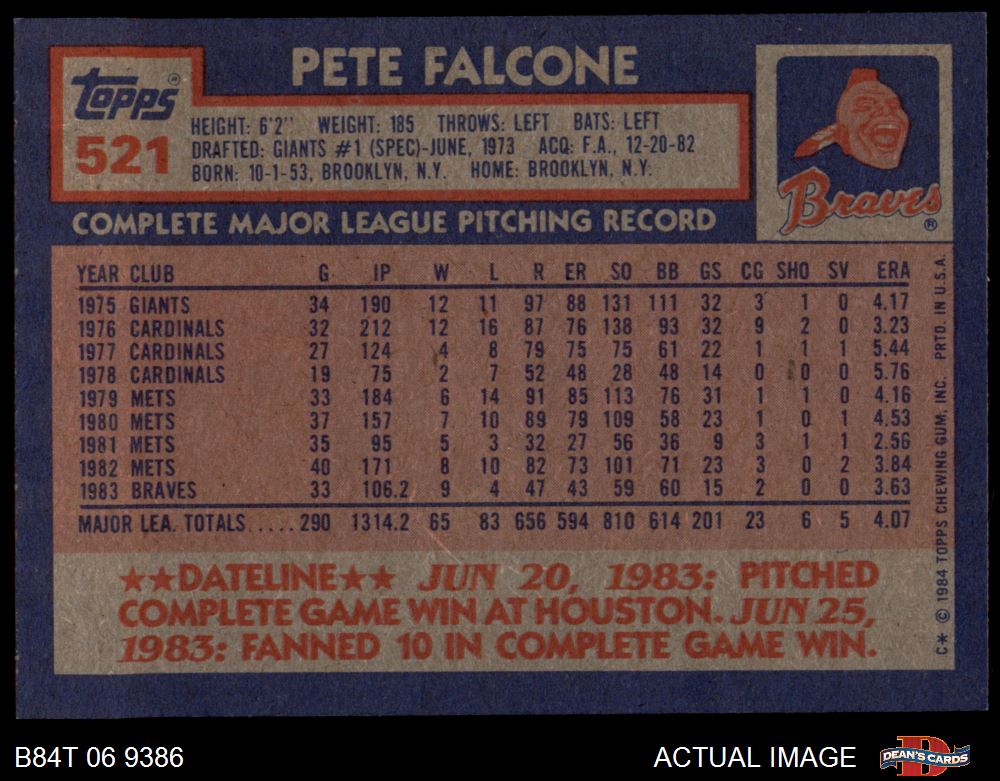 PETE FALCONE
Topps®
521
HEIGHT: 6'2" WEIGHT: 185 THROWS: LEFT BATS: LEFT
DRAFTED: GIANTS #1 (SPEC)-JUNE, 1973 ACQ: F.A., 12-20-82
BORN: 10-1-53, BROOKLYN, N.Y. HOME: BROOKLYN, N.Y.
Braves®
COMPLETE MAJOR LEAGUE PITCHING RECORD
YEAR CLUB G IP W L R ER SO BB GS CG SHO SV ERA
1975 GIANTS 34 190 12 11 97 88 131 111 32 3 1 0 4.17
1976 CARDINALS 32 212 12 16 87 76 138 93 32 9 2 0 3.23
1977 CARDINALS 27 124 4 8 79 75 75 61 22 1 1 1 5.44
1978 CARDINALS 19 75 2 7 52 48 28 48 14 0 0 0 5.76
1979 METS 33 184 6 14 91 85 113 76 31 1 1 0 4.16
1980 METS 37 157 7 10 89 79 109 58 23 1 0 1 4.53
1981 METS 35 95 5 3 32 27 56 36 9 3 1 1 2.56
1982 METS 40 171 8 10 82 73 101 71 23 3 0 2 3.84
1983 BRAVES 33 106.2 9 4 47 43 59 60 15 2 0 0 3.63
MAJOR LEA. TOTALS.....290 1314.2 65 83 656 594 810 614 201 23 6 5 4.07
★★DATELINE★★ JUN 20, 1983: PITCHED
COMPLETE GAME WIN AT HOUSTON. JUN 25,
1983: FANNED 10 IN COMPLETE GAME WIN.
C* © 1984 TOPPS CHEWING GUM, INC. PRTD. IN U.S.A.
B84T 06 9386
ACTUAL IMAGE
DEAN'S CARDS